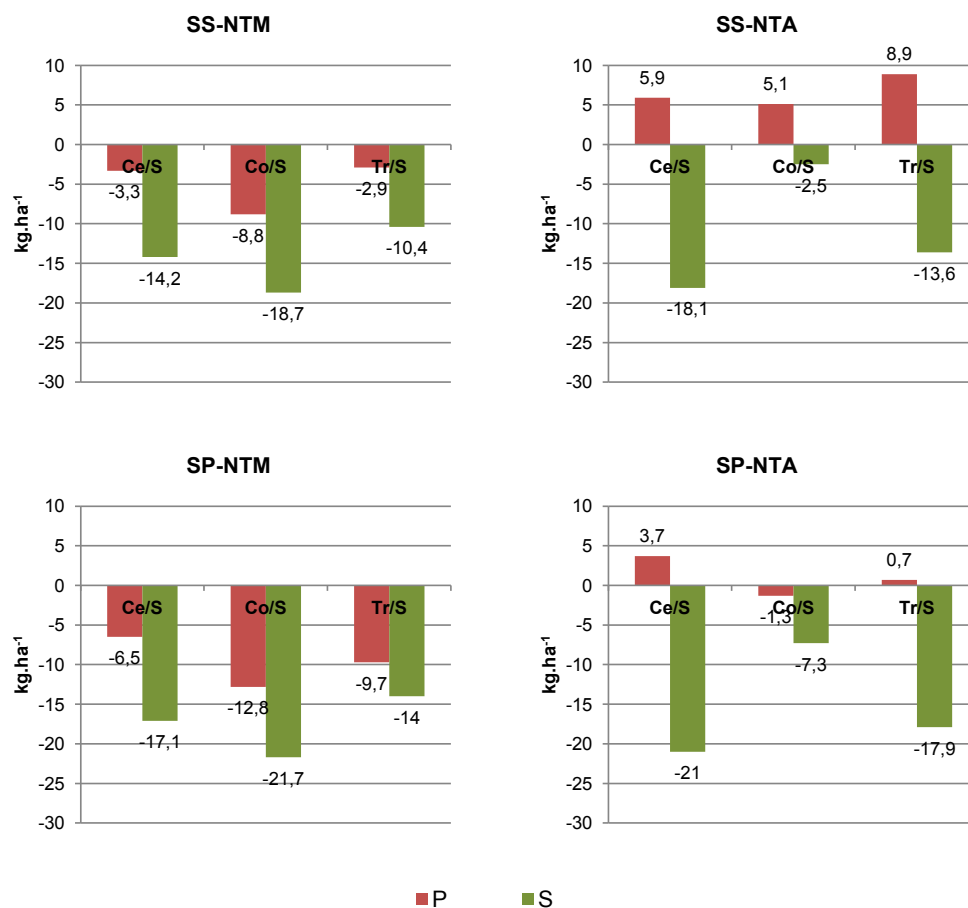 SS-NTM
10
5
0
-5
-10
-15
-20
-25
-30
kg.ha-1
Ce/S Co/S Tr/S
-3,3 -14,2 -8,8 -18,7 -2,9 -10,4
SS-NTA
10
5
0
-5
-10
-15
-20
-25
-30
kg.ha-1
Ce/S Co/S Tr/S
5,9 -18,1 5,1 -2,5 8,9 -13,6
SP-NTM
10
5
0
-5
-10
-15
-20
-25
-30
kg.ha-1
Ce/S Co/S Tr/S
-6,5 -17,1 -12,8 -21,7 -9,7 -14
SP-NTA
10
5
0
-5
-10
-15
-20
-25
-30
kg.ha-1
Ce/S Co/S Tr/S
3,7 -21 -1,3 -7,3 0,7 -17,9
P S